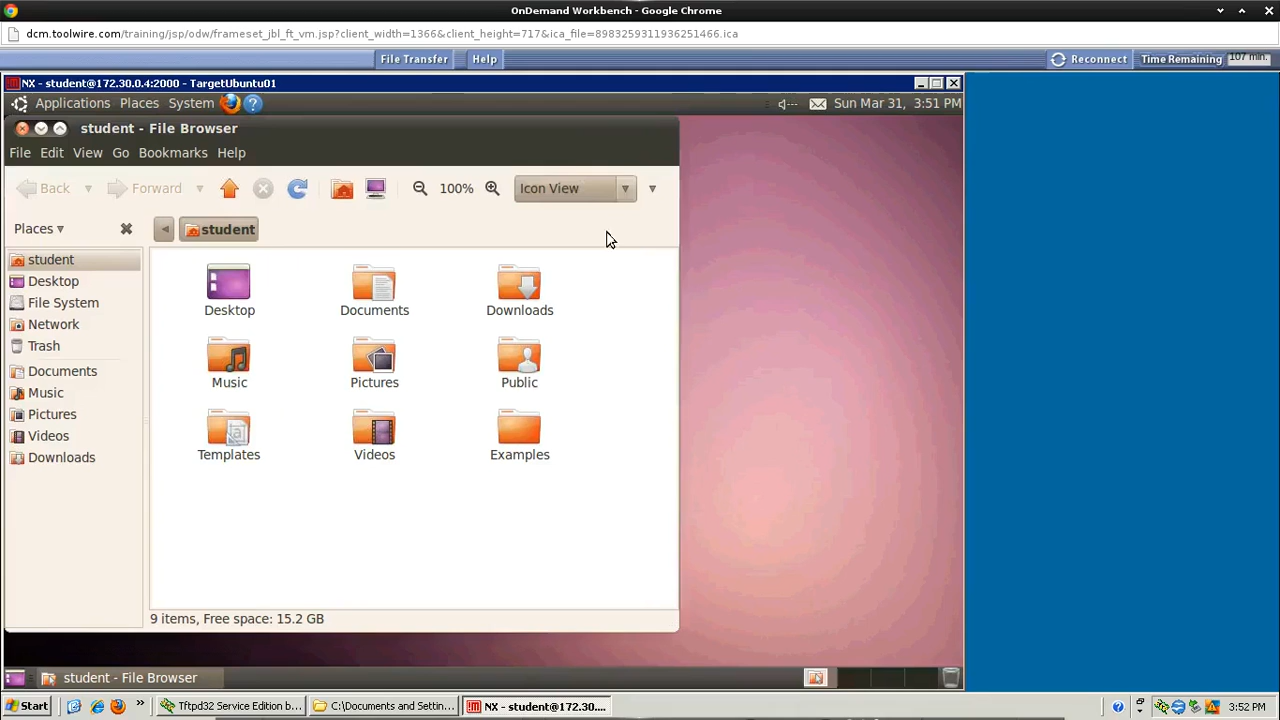 OnDemand Workbench - Google Chrome
dcm.toolwire.com/training/jsp/odw/frameset_jbl_ft_vm.jsp?client_width=1366&client_height=717&ica_file=8983259311936251466.ica
File Transfer Help Reconnect Time Remaining 107 min.
NX - student@172.30.0.4:2000 - TargetUbuntu01
Applications Places System Sun Mar 31, 3:51 PM
student - File Browser
File Edit View Go Bookmarks Help
Back Forward 100% Icon View
Places student
student
Desktop
File System
Network
Trash
Documents
Music
Pictures
Videos
Downloads
Desktop Documents Downloads
Music Pictures Public
Templates Videos Examples
9 items, Free space: 15.2 GB
student - File Browser
Start Tftpd32 Service Edition b... C:\Documents and Settin... NX - student@172.30.... 3:52 PM